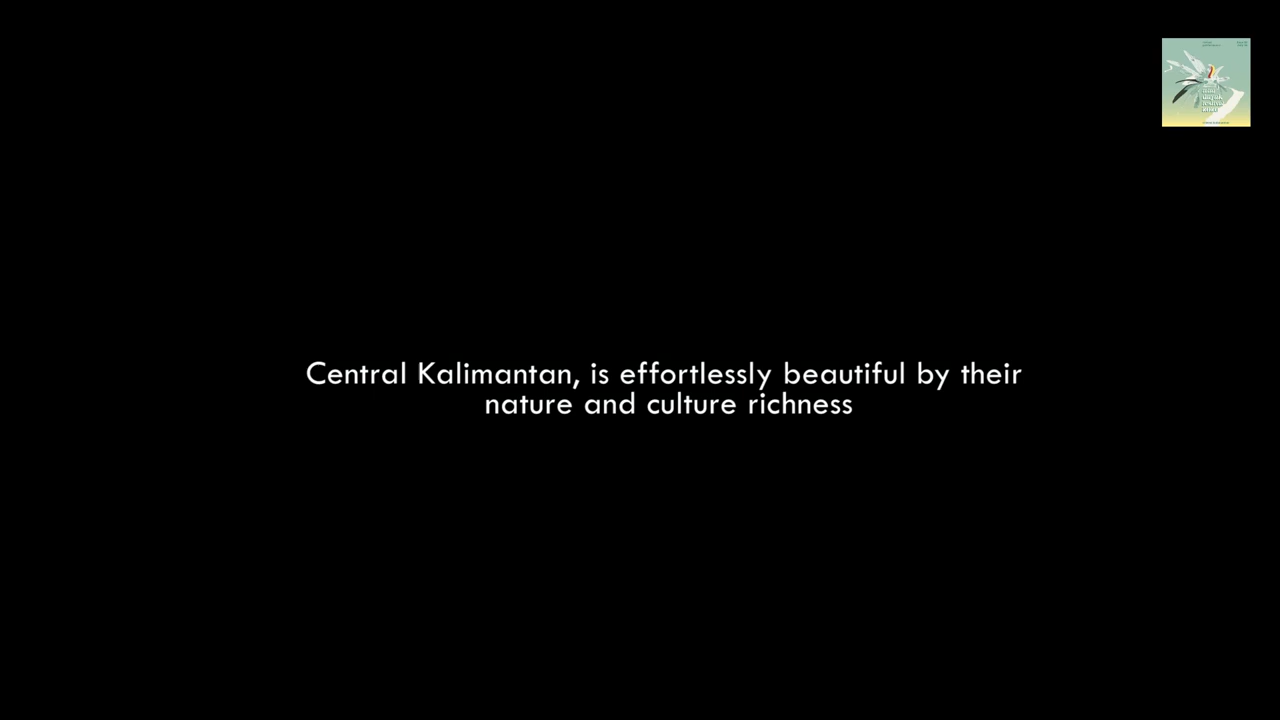 Central Kalimantan, is effortlessly beautiful by their
nature and culture richness